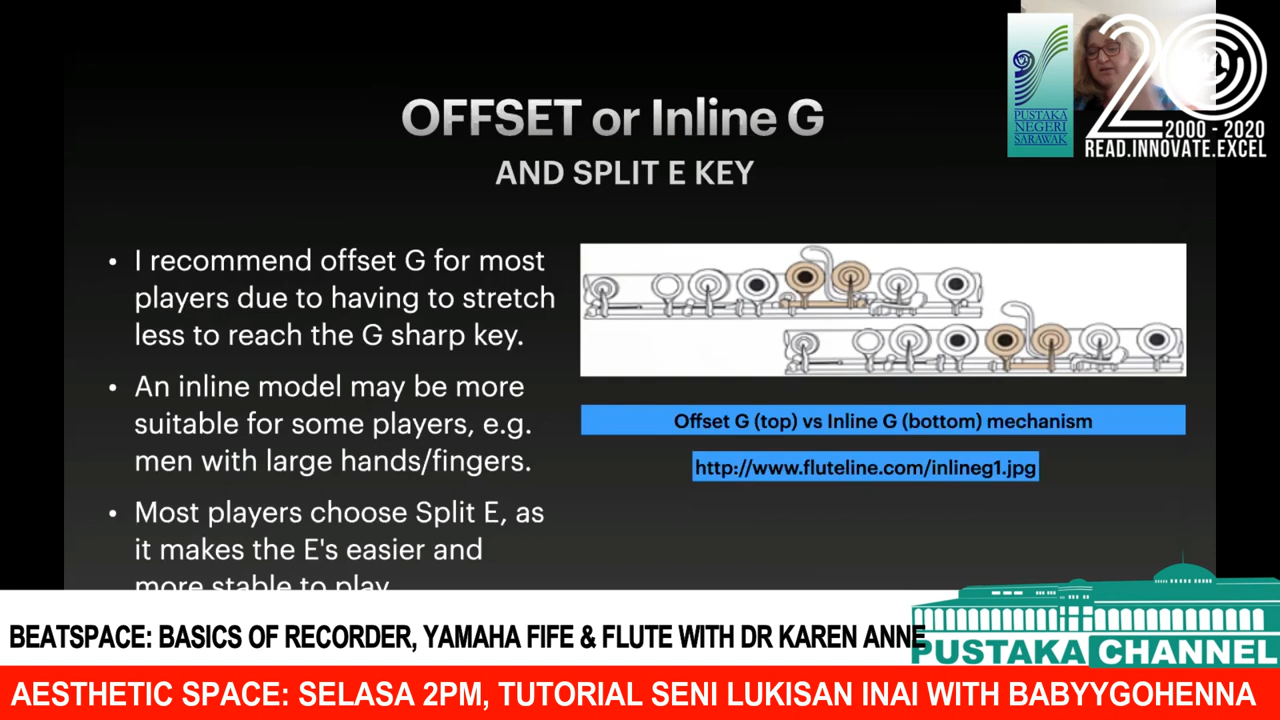 OFFSET or Inline G
AND SPLIT E KEY
PUSTAKA
NEGERI
SARAWAK
20
2000 - 2020
READ.INNOVATE.EXCEL
• I recommend offset G for most
players due to having to stretch
less to reach the G sharp key.
• An inline model may be more
suitable for some players, e.g.
men with large hands/fingers.
• Most players choose Split E, as
it makes the E's easier and
more stable to play
Offset G (top) vs Inline G (bottom) mechanism
http://www.fluteline.com/inlineg1.jpg
BEATSPACE: BASICS OF RECORDER, YAMAHA FIFE & FLUTE WITH DR KAREN ANNE
PUSTAKA CHANNEL
AESTHETIC SPACE: SELASA 2PM, TUTORIAL SENI LUKISAN INAI WITH BABYYGOHENNA